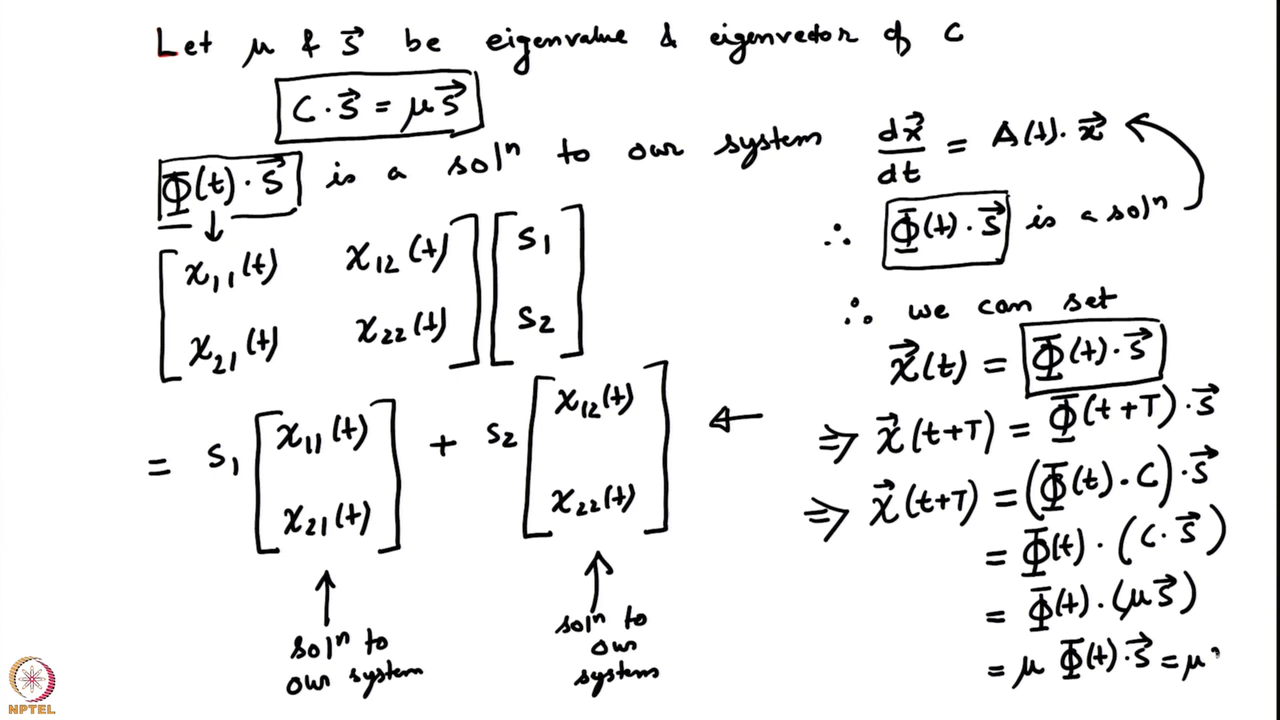 Let μ & s⃗ be eigenvalue & eigenvector of C
C · s⃗ = μ s⃗
Φ(t) · s⃗ is a solⁿ to our system dx⃗/dt = A(t) · x⃗
[ x₁₁(t) x₁₂(t) ] [ s₁ ]
[ x₂₁(t) x₂₂(t) ] [ s₂ ]
= s₁ [ x₁₁(t) ] + s₂ [ x₁₂(t) ] ←
[ x₂₁(t) ] [ x₂₂(t) ]
↑ ↑
solⁿ to our system
solⁿ to our system
∴ Φ(t) · s⃗ is a solⁿ
∴ we can set
x⃗(t) = Φ(t) · s⃗
⇒ x⃗(t+T) = Φ(t+T) · s⃗
⇒ x⃗(t+T) = (Φ(t) · C) · s⃗
= Φ(t) · (C · s⃗)
= Φ(t) · (μ s⃗)
= μ Φ(t) · s⃗ = μ
NPTEL